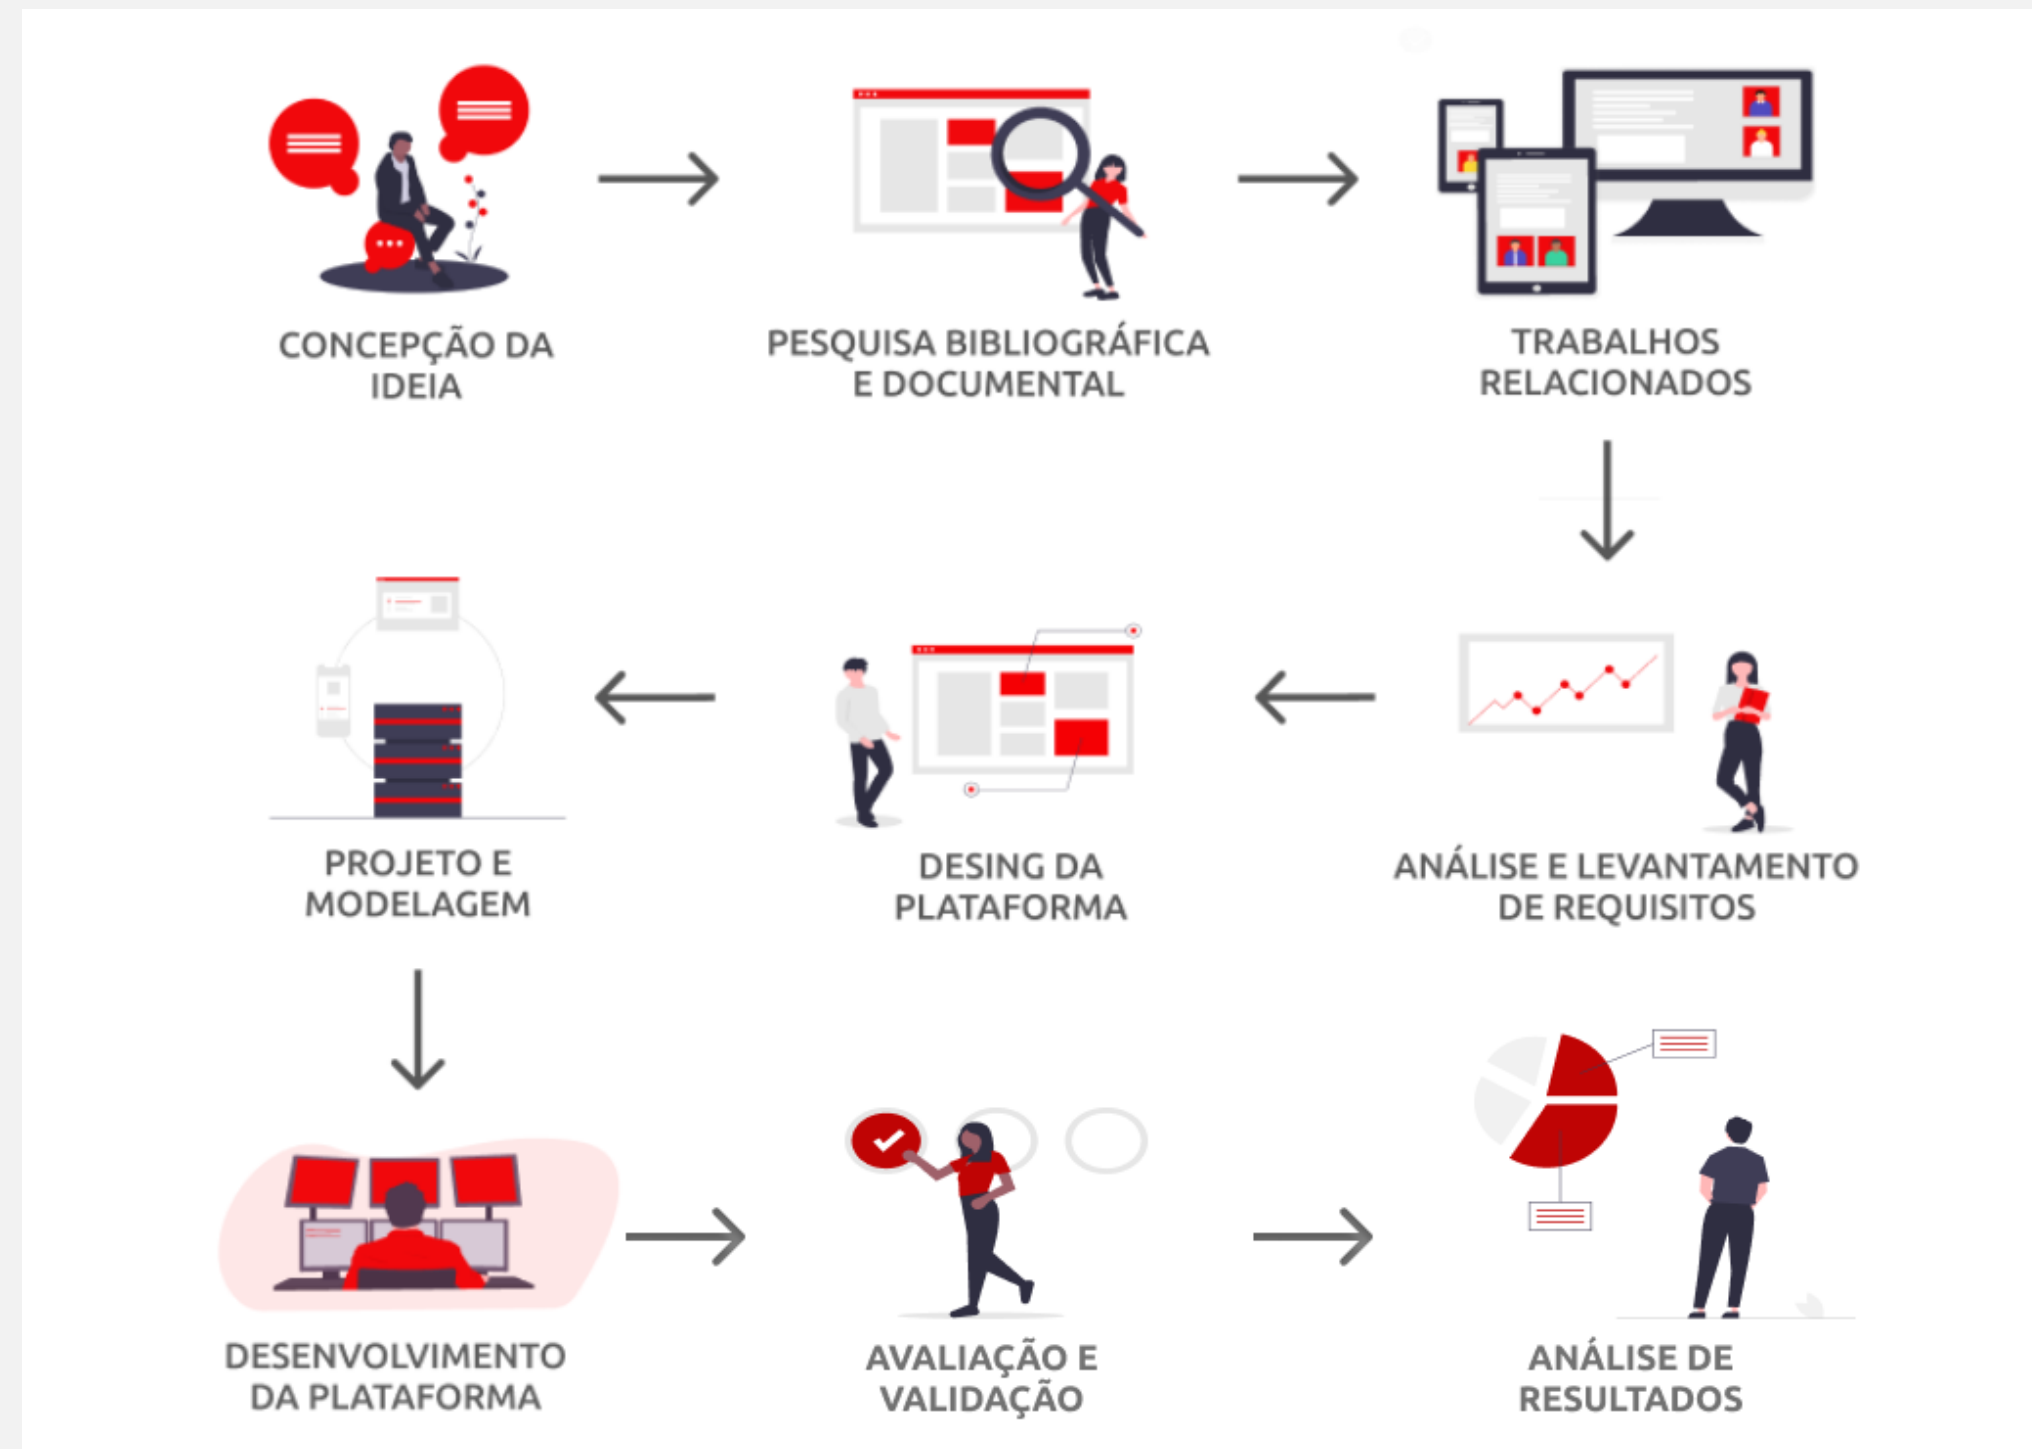 CONCEPÇÃO DA
IDEIA
PESQUISA BIBLIOGRÁFICA
E DOCUMENTAL
TRABALHOS
RELACIONADOS
ANÁLISE E LEVANTAMENTO
DE REQUISITOS
DESING DA
PLATAFORMA
PROJETO E
MODELAGEM
DESENVOLVIMENTO
DA PLATAFORMA
AVALIAÇÃO E
VALIDAÇÃO
ANÁLISE DE
RESULTADOS